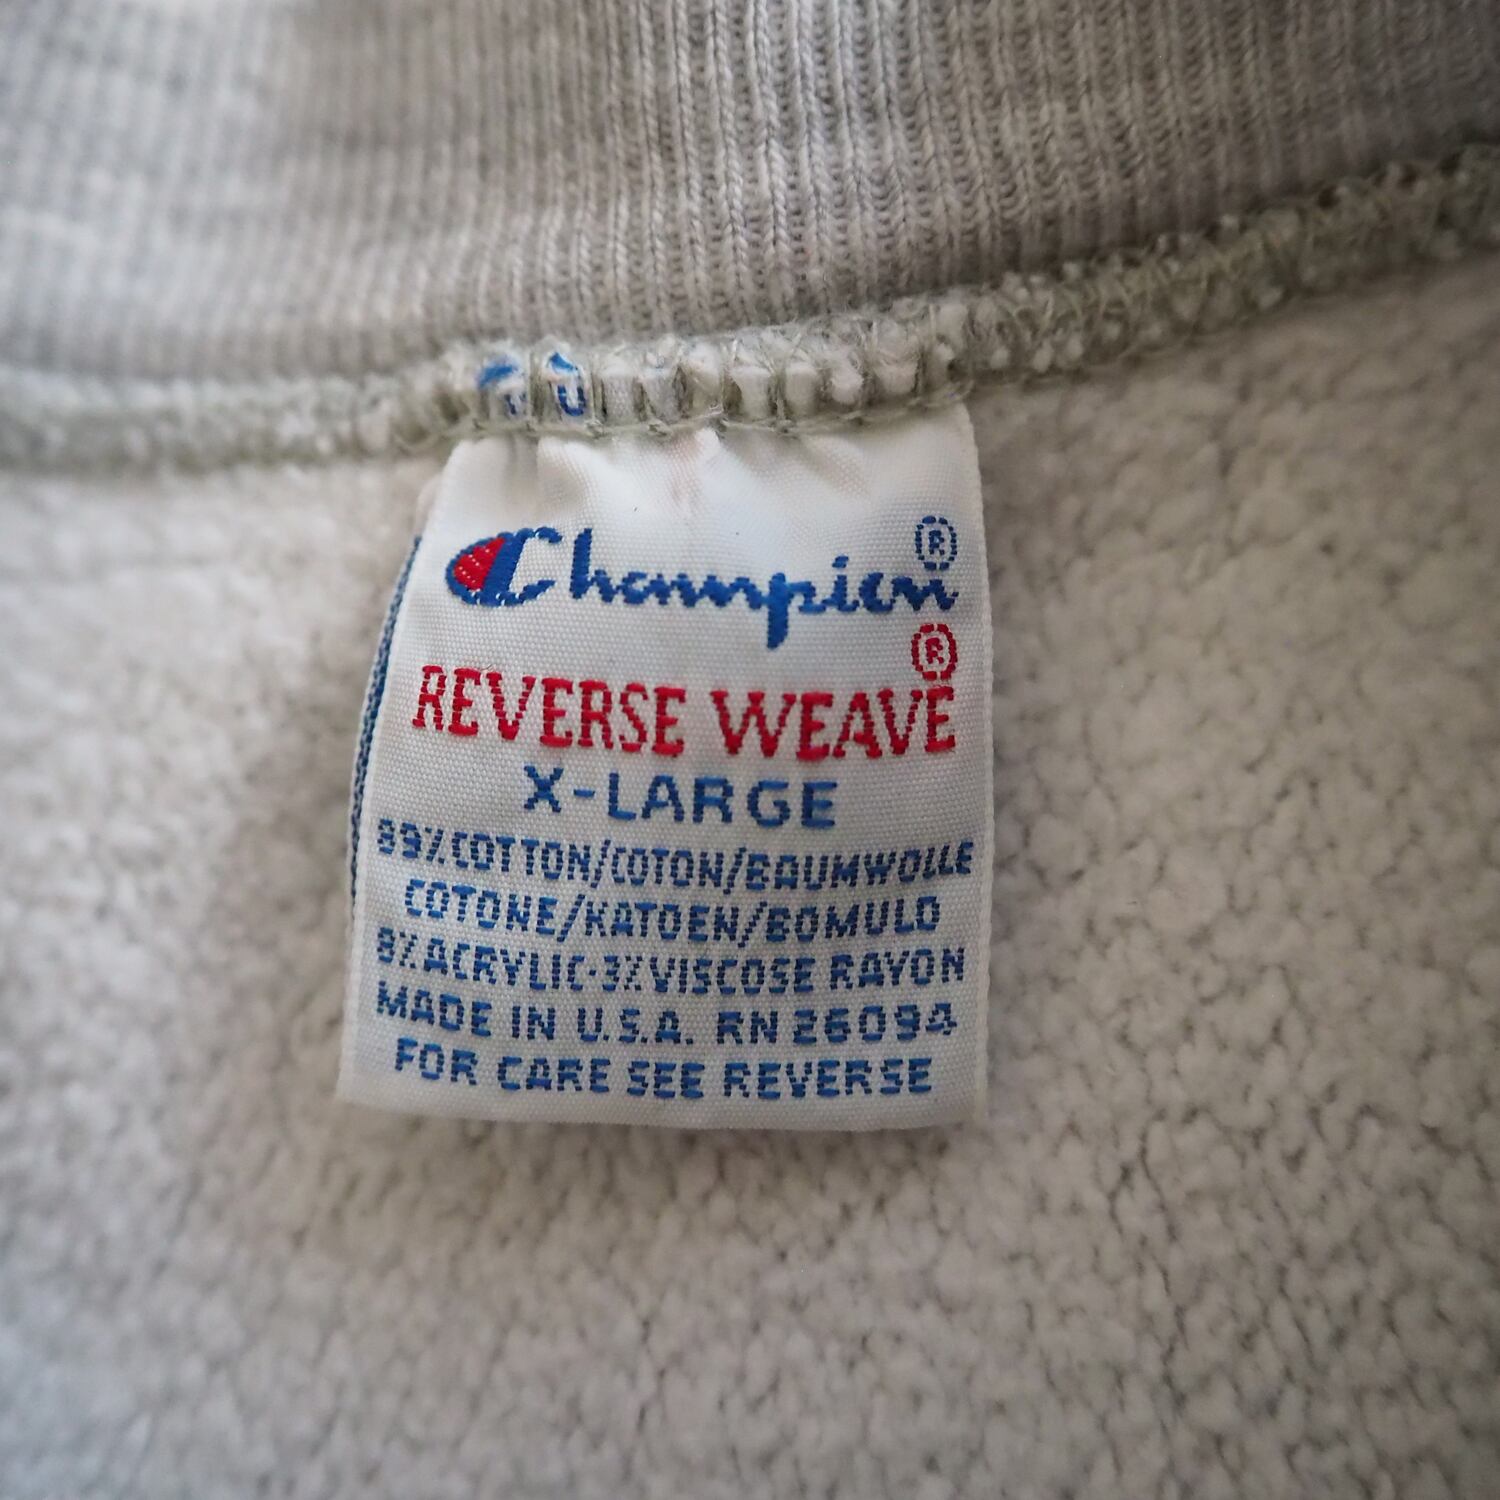 Champion®
REVERSE WEAVE®
X-LARGE
89% COTTON/COTON/BAUMWOLLE
COTONE/KATOEN/BOMULD
8% ACRYLIC·3% VISCOSE RAYON
MADE IN U.S.A. RN 26094
FOR CARE SEE REVERSE